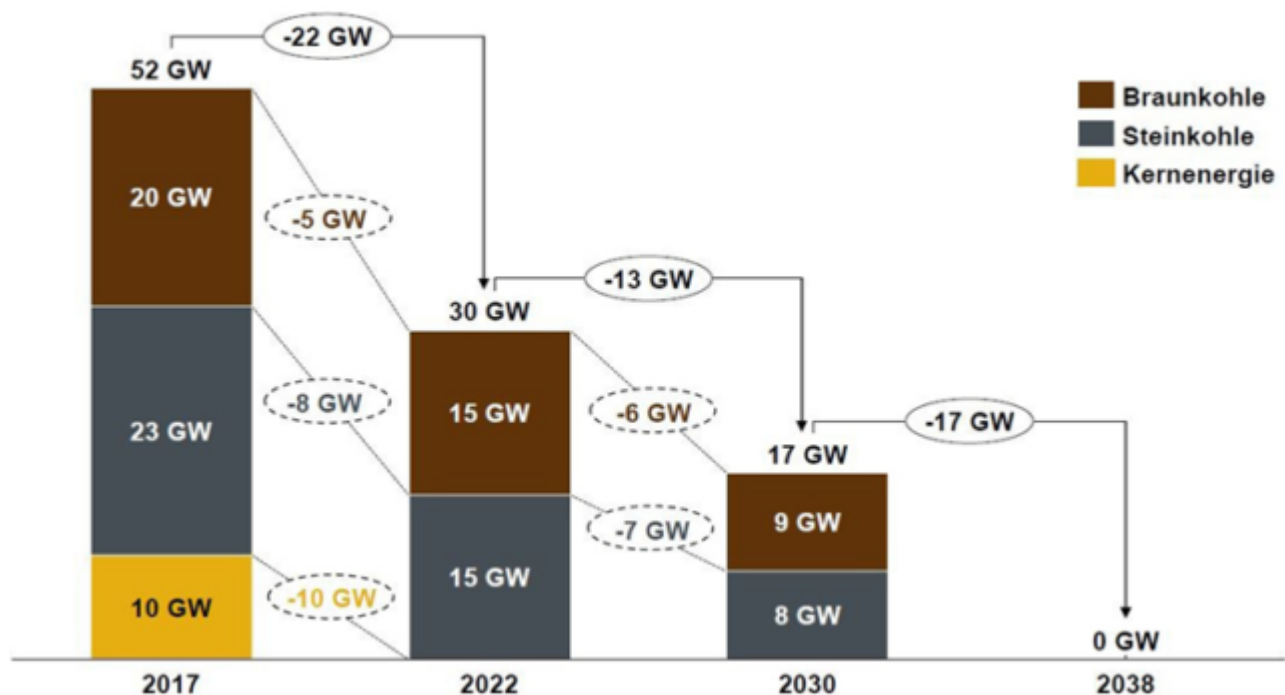 -22 GW
52 GW
Braunkohle
Steinkohle
Kernenergie
20 GW
-5 GW
-13 GW
30 GW
-8 GW
15 GW
-6 GW
-17 GW
23 GW
17 GW
9 GW
-7 GW
15 GW
-10 GW
10 GW
8 GW
0 GW
2017
2022
2030
2038